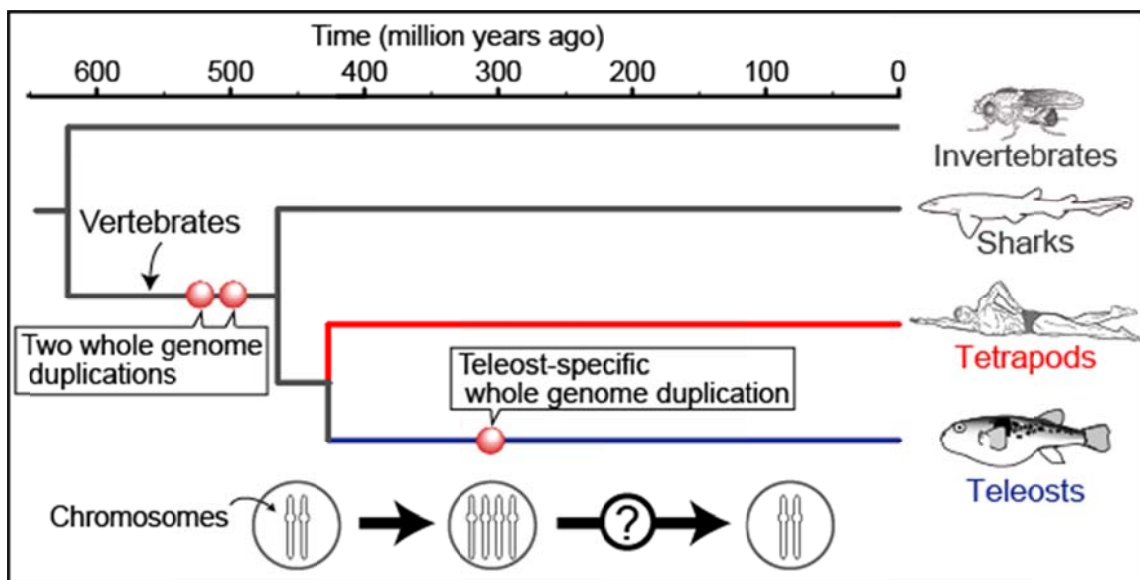 Time (million years ago)
600 500 400 300 200 100 0
Invertebrates
Vertebrates
Sharks
Two whole genome
duplications
Teleost-specific
whole genome duplication
Tetrapods
Teleosts
Chromosomes
?